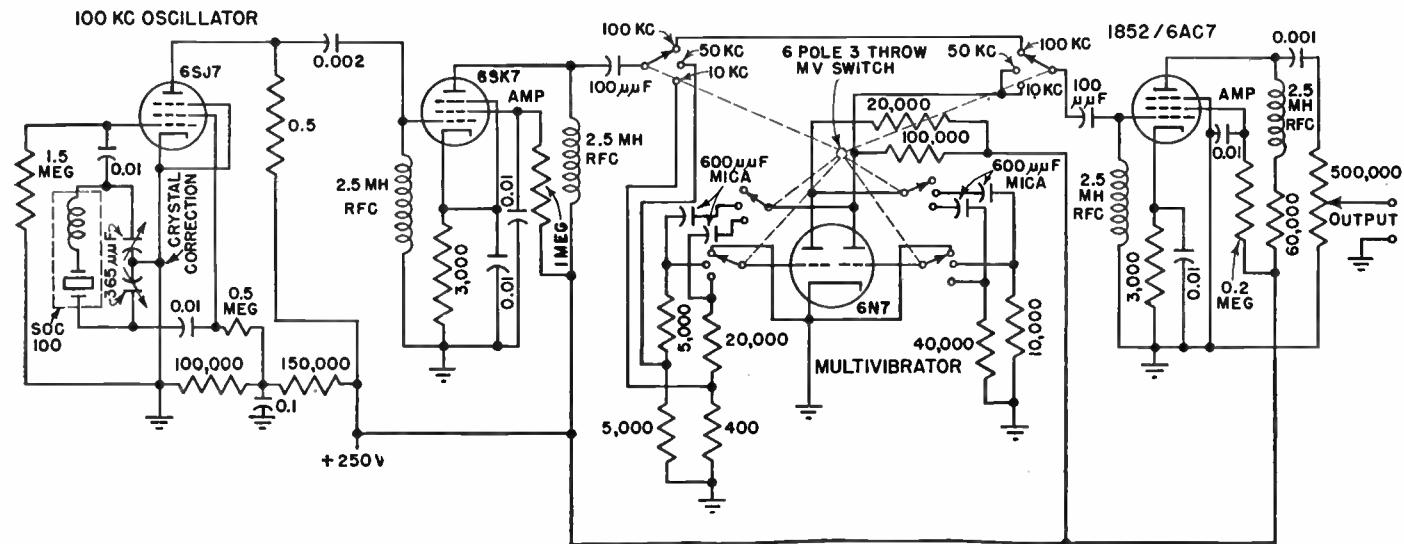 100 KC OSCILLATOR
6SJ7
0.002
0.5
1.5
MEG
0.01
365μμF
CRYSTAL
CORRECTION
SOC
100
0.01
0.5
MEG
100,000
150,000
0.1
+250V
6SK7
AMP
2.5 MH
RFC
3,000
0.01
0.01
1 MEG
2.5 MH
RFC
100μμF
100 KC
50 KC
10 KC
6 POLE 3 THROW
MV SWITCH
100 KC
50 KC
10 KC
20,000
100,000
600μμF
MICA
600μμF
MICA
5,000
20,000
5,000
400
6N7
MULTIVIBRATOR
40,000
10,000
1852/6AC7
100
μμF
AMP
2.5 MH
RFC
3,000
0.01
0.01
0.2
MEG
2.5
MH
RFC
60,000
0.001
500,000
OUTPUT